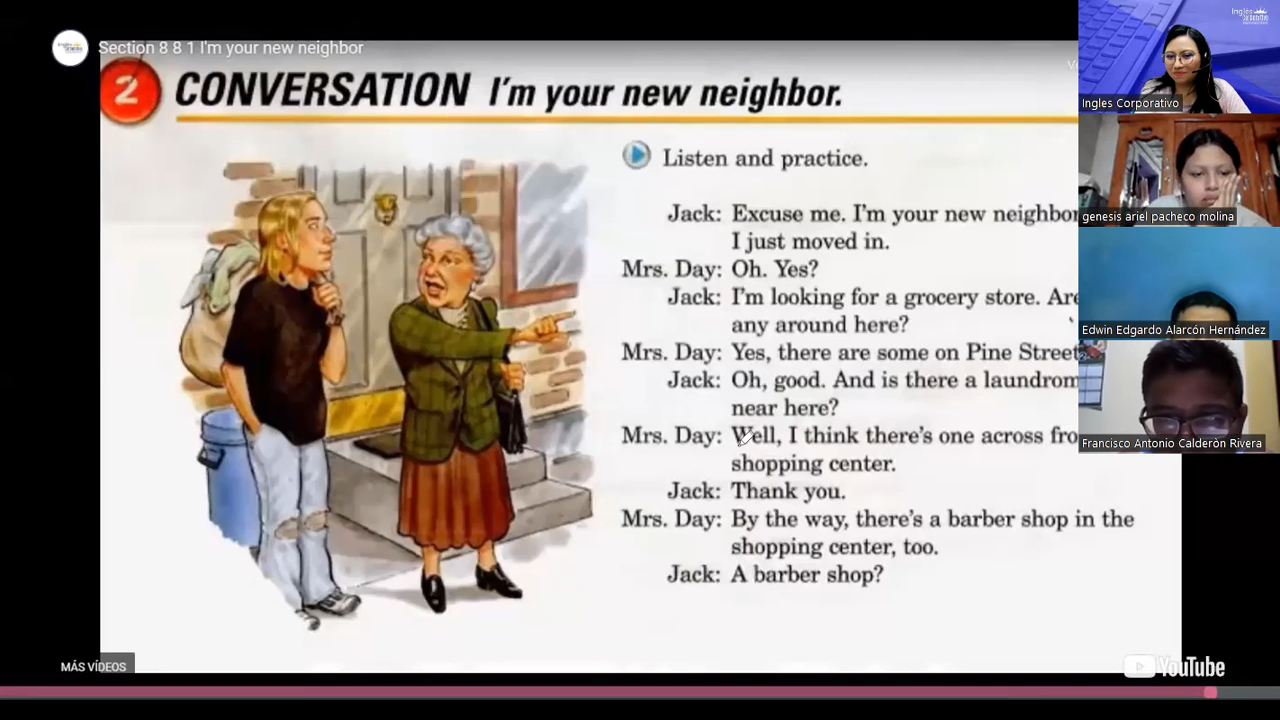 Section 8 8 1 I'm your new neighbor
2 CONVERSATION I'm your new neighbor.
Listen and practice.
Jack: Excuse me. I'm your new neighbor
I just moved in.
Mrs. Day: Oh. Yes?
Jack: I'm looking for a grocery store. Are
any around here?
Mrs. Day: Yes, there are some on Pine Street
Jack: Oh, good. And is there a laundrom
near here?
Mrs. Day: Well, I think there's one across fro
shopping center.
Jack: Thank you.
Mrs. Day: By the way, there's a barber shop in the
shopping center, too.
Jack: A barber shop?
MÁS VÍDEOS
YouTube
Ingles Corporativo
genesis ariel pacheco molina
Edwin Edgardo Alarcón Hernández
Francisco Antonio Calderòn Rivera